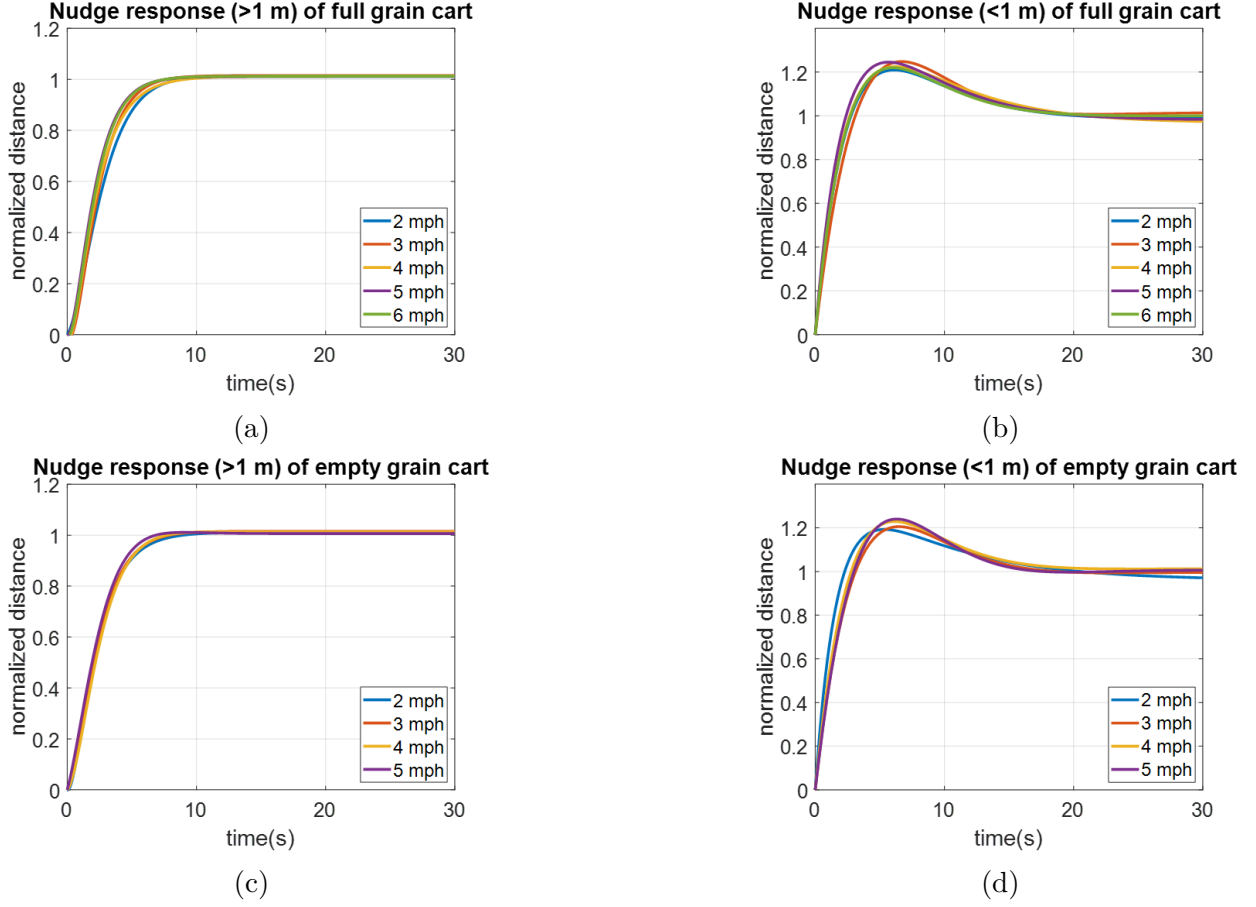 Nudge response (>1 m) of full grain cart
1.2
1
0.8
0.6
0.4
0.2
0
normalized distance
2 mph
3 mph
4 mph
5 mph
6 mph
0
10
20
30
time(s)
(a)
Nudge response (<1 m) of full grain cart
1.2
1
0.8
0.6
0.4
0.2
0
normalized distance
2 mph
3 mph
4 mph
5 mph
6 mph
0
10
20
30
time(s)
(b)
Nudge response (>1 m) of empty grain cart
1.2
1
0.8
0.6
0.4
0.2
0
normalized distance
2 mph
3 mph
4 mph
5 mph
0
10
20
30
time(s)
(c)
Nudge response (<1 m) of empty grain cart
1.2
1
0.8
0.6
0.4
0.2
0
normalized distance
2 mph
3 mph
4 mph
5 mph
0
10
20
30
time(s)
(d)